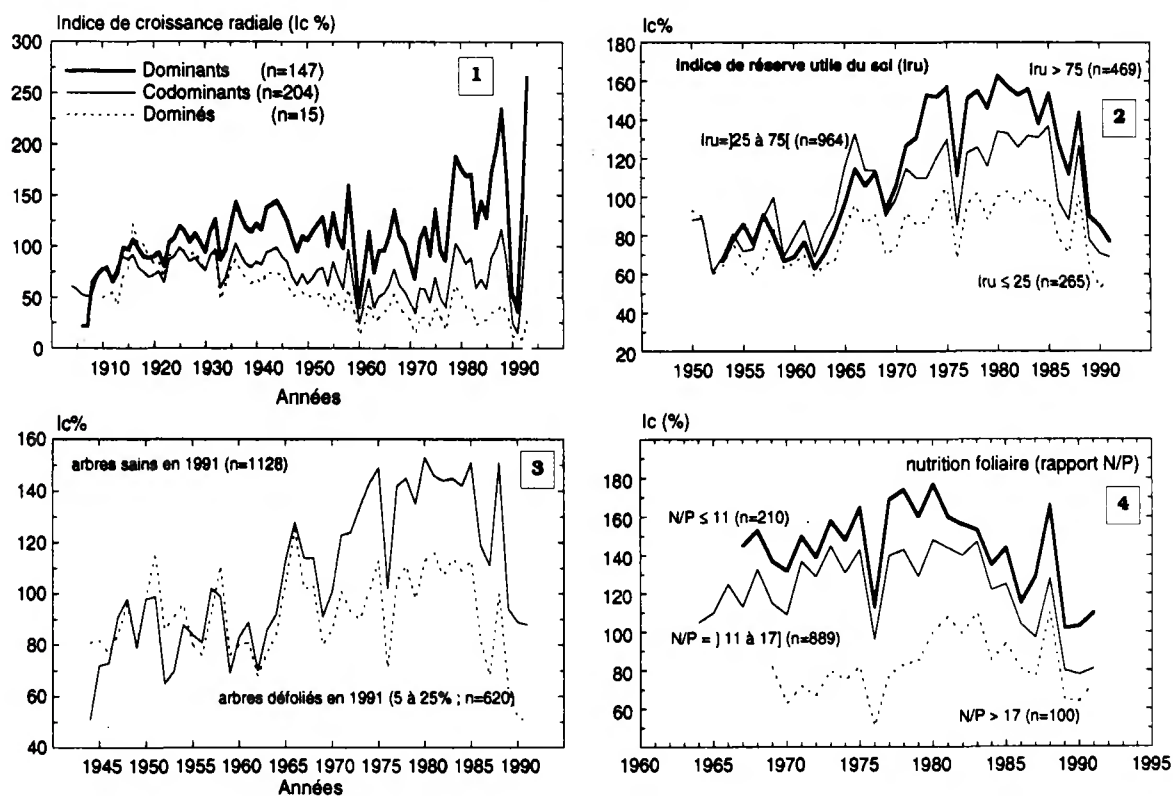 Indice de croissance radiale (Ic %)
300
250
200
150
100
50
0
Dominants (n=147)
Codominants (n=204)
Dominés (n=15)
1
1910 1920 1930 1940 1950 1960 1970 1980 1990
Années
Ic%
180
160
140
120
100
80
60
40
20
Indice de réserve utile du sol (Iru)
Iru > 75 (n=469)
2
Iru=]25 à 75[ (n=964)
Iru ≤ 25 (n=265)
1950 1955 1960 1965 1970 1975 1980 1985 1990
Ic%
160
140
120
100
80
60
40
arbres sains en 1991 (n=1128)
3
arbres défoliés en 1991 (5 à 25% ; n=620)
1945 1950 1955 1960 1965 1970 1975 1980 1985 1990
Années
Ic (%)
180
160
140
120
100
80
60
nutrition foliaire (rapport N/P)
4
N/P ≤ 11 (n=210)
N/P = ] 11 à 17] (n=889)
N/P > 17 (n=100)
1960 1965 1970 1975 1980 1985 1990 1995